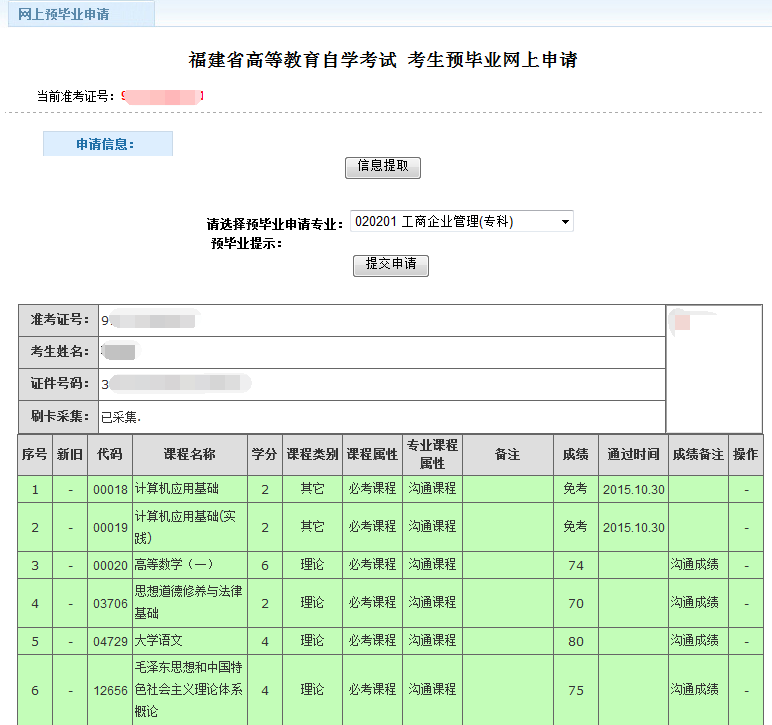 网上预毕业申请
福建省高等教育自学考试 考生预毕业网上申请
当前准考证号：9
申请信息：
信息提取
请选择预毕业申请专业： 020201 工商企业管理(专科)
预毕业提示：
提交申请
准考证号： 9
考生姓名：
证件号码： 3
刷卡采集： 已采集.
序号 新旧 代码 课程名称 学分 课程类别 课程属性 专业课程属性 备注 成绩 通过时间 成绩备注 操作
1 - 00018 计算机应用基础 2 其它 必考课程 沟通课程 免考 2015.10.30 -
2 - 00019 计算机应用基础(实践) 2 其它 必考课程 沟通课程 免考 2015.10.30 -
3 - 00020 高等数学（一） 6 理论 必考课程 沟通课程 74 沟通成绩 -
4 - 03706 思想道德修养与法律基础 2 理论 必考课程 沟通课程 70 沟通成绩 -
5 - 04729 大学语文 4 理论 必考课程 沟通课程 80 沟通成绩 -
6 - 12656 毛泽东思想和中国特色社会主义理论体系概论 4 理论 必考课程 沟通课程 75 沟通成绩 -